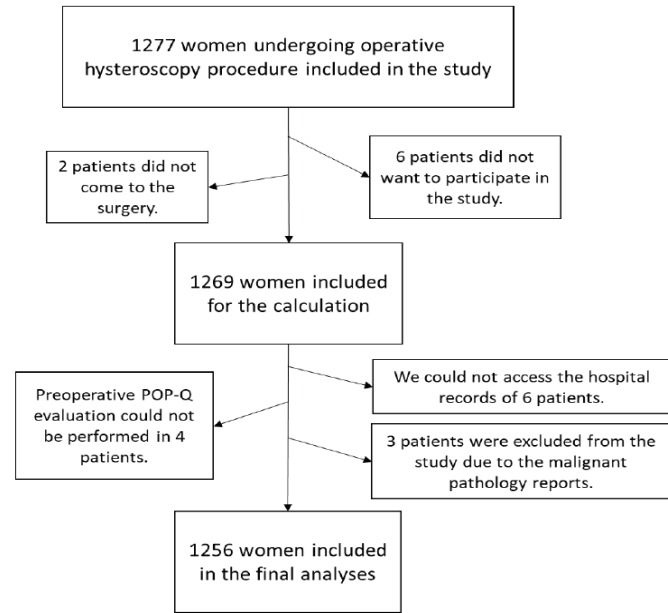 1277 women undergoing operative
hysteroscopy procedure included in the study
2 patients did not
come to the
surgery.
6 patients did not
want to participate in
the study.
1269 women included
for the calculation
Preoperative POP-Q
evaluation could not
be performed in 4
patients.
We could not access the hospital
records of 6 patients.
3 patients were excluded from the
study due to the malignant
pathology reports.
1256 women included
in the final analyses